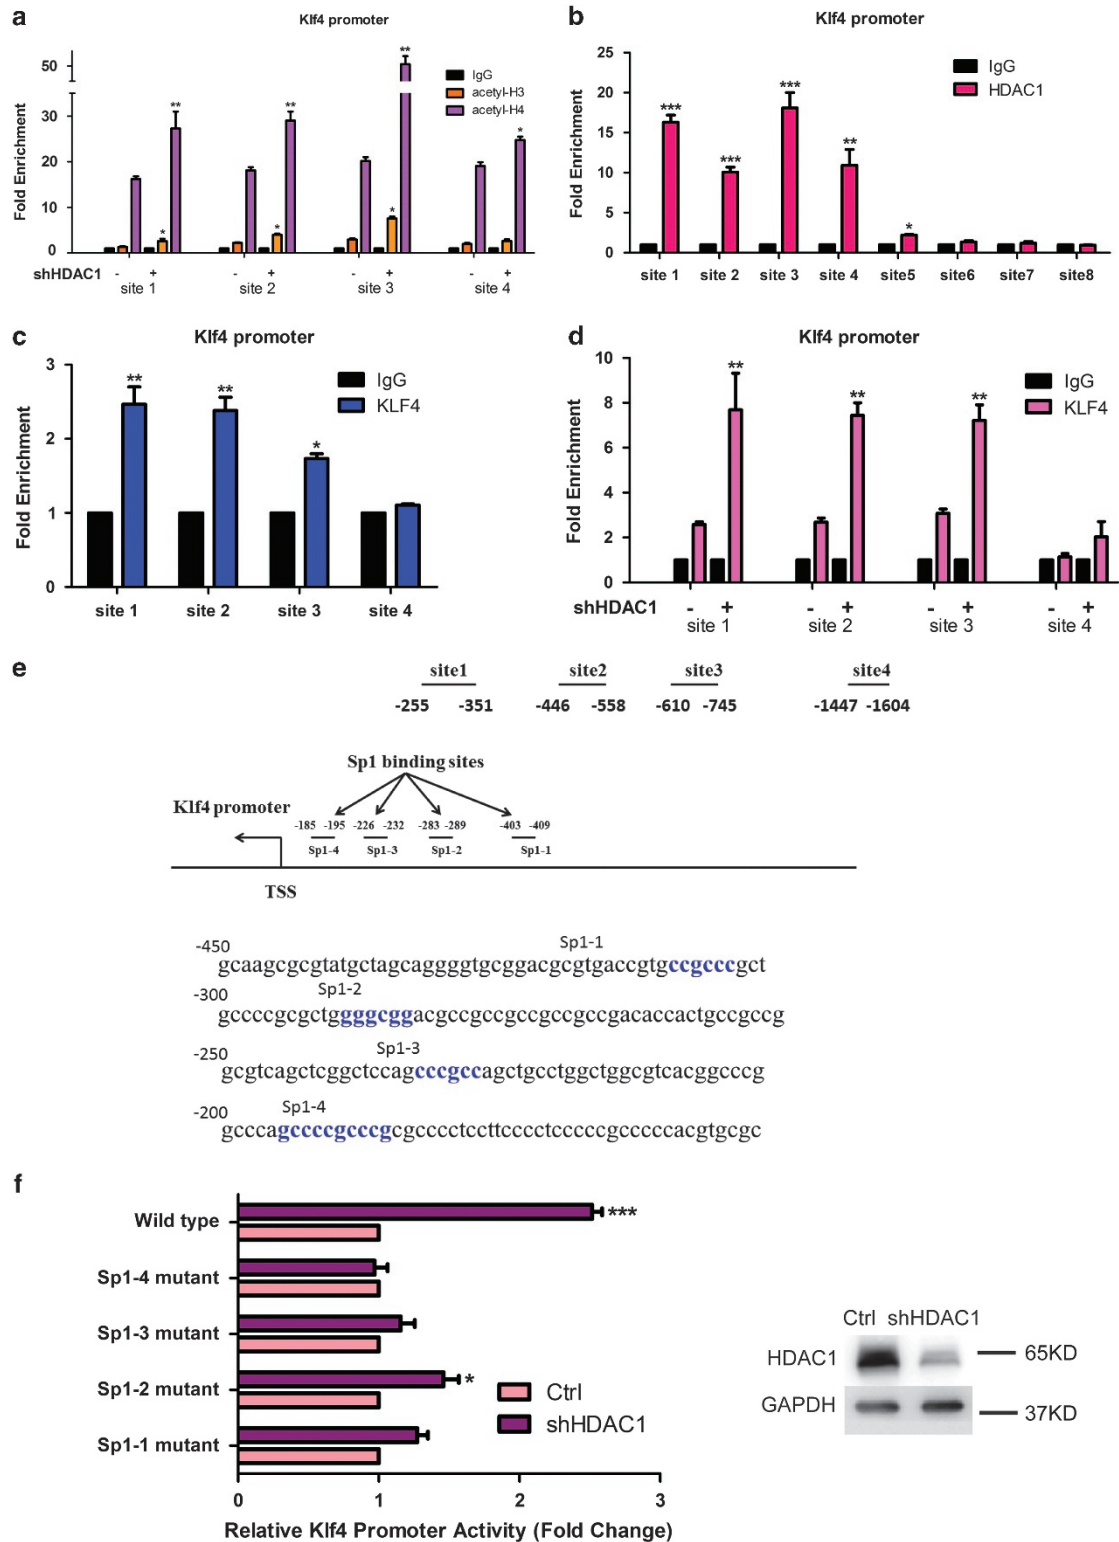 a
Klf4 promoter
50
30
20
10
0
Fold Enrichment
IgG
acetyl-H3
acetyl-H4
** ** ** *
* * *
shHDAC1 - + - + - + - +
site 1 site 2 site 3 site 4
b
Klf4 promoter
25
20
15
10
5
0
Fold Enrichment
IgG
HDAC1
*** *** *** ** *
site 1 site 2 site 3 site 4 site5 site6 site7 site8
c
Klf4 promoter
3
2
1
0
Fold Enrichment
IgG
KLF4
** ** *
site 1 site 2 site 3 site 4
d
Klf4 promoter
10
8
6
4
2
0
Fold Enrichment
IgG
KLF4
** ** **
shHDAC1 - + - + - + - +
site 1 site 2 site 3 site 4
e
site1 site2 site3 site4
-255 -351 -446 -558 -610 -745 -1447 -1604
Sp1 binding sites
Klf4 promoter
-185 -195 -226 -232 -283 -289 -403 -409
Sp1-4 Sp1-3 Sp1-2 Sp1-1
TSS
Sp1-1
-450
gcaagcgcgtatgctagcaggggtgcggacgcgtgaccgtgccgcccgct
Sp1-2
-300
gccccgcgctggggcggacgccgccgccgccgccgacaccactgccgccg
Sp1-3
-250
gcgtcagctcggctccagcccgccagctgcctggctggcgtcacggcccg
Sp1-4
-200
gcccagccccgcccgcgcccctccttcccctcccccgcccccacgtgcgc
f
Wild type ***
Sp1-4 mutant
Sp1-3 mutant
Sp1-2 mutant *
Sp1-1 mutant
Ctrl
shHDAC1
0 1 2 3
Relative Klf4 Promoter Activity (Fold Change)
Ctrl shHDAC1
HDAC1 65KD
GAPDH 37KD